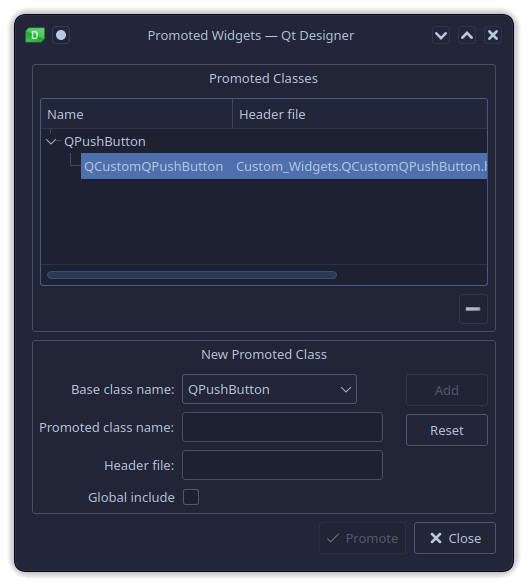 Promoted Widgets — Qt Designer
Promoted Classes
Name Header file
QPushButton
QCustomQPushButton Custom_Widgets.QCustomQPushButton.h
New Promoted Class
Base class name: QPushButton Add
Promoted class name: Reset
Header file:
Global include
Promote Close